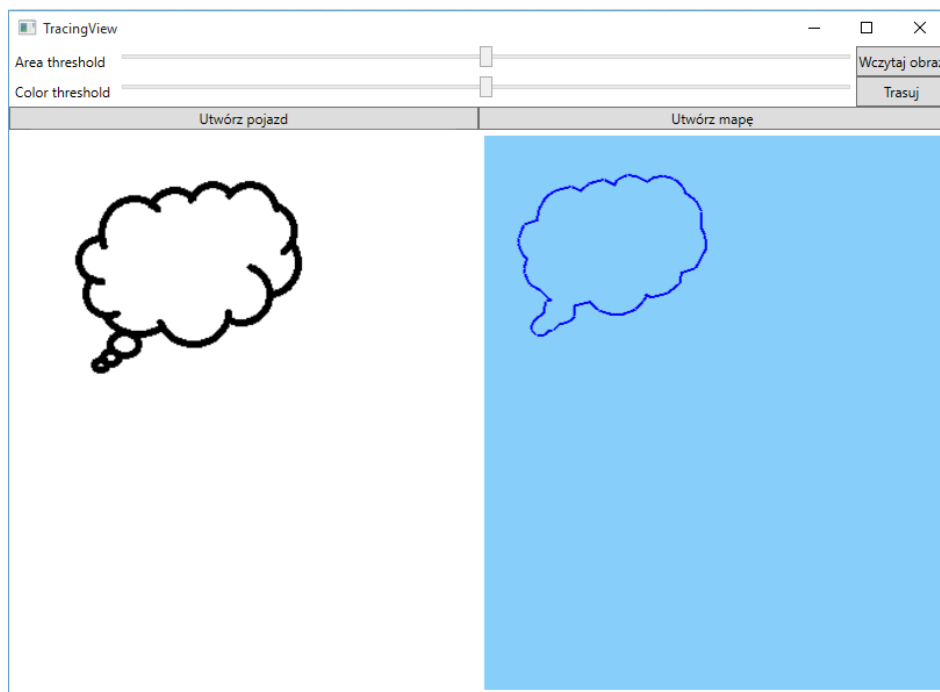 TracingView
Area threshold
Wczytaj obraz
Color threshold
Trasuj
Utwórz pojazd
Utwórz mapę